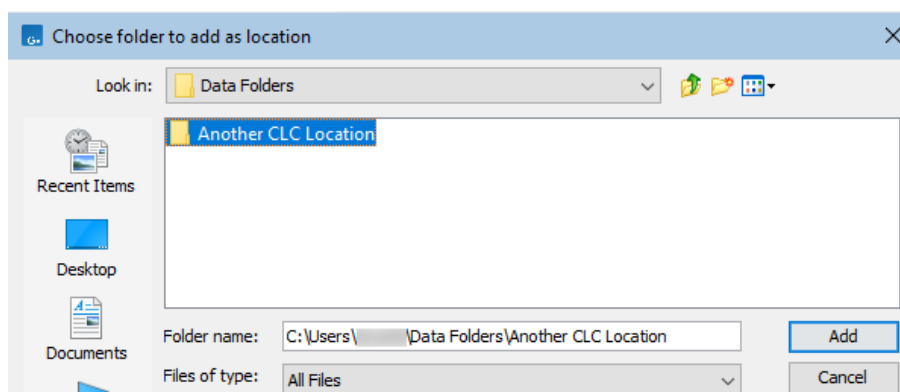 G.
Choose folder to add as location
Look in:
Data Folders
Another CLC Location
Recent Items
Desktop
Documents
Folder name:
C:\Users\ \Data Folders\Another CLC Location
Add
Files of type:
All Files
Cancel